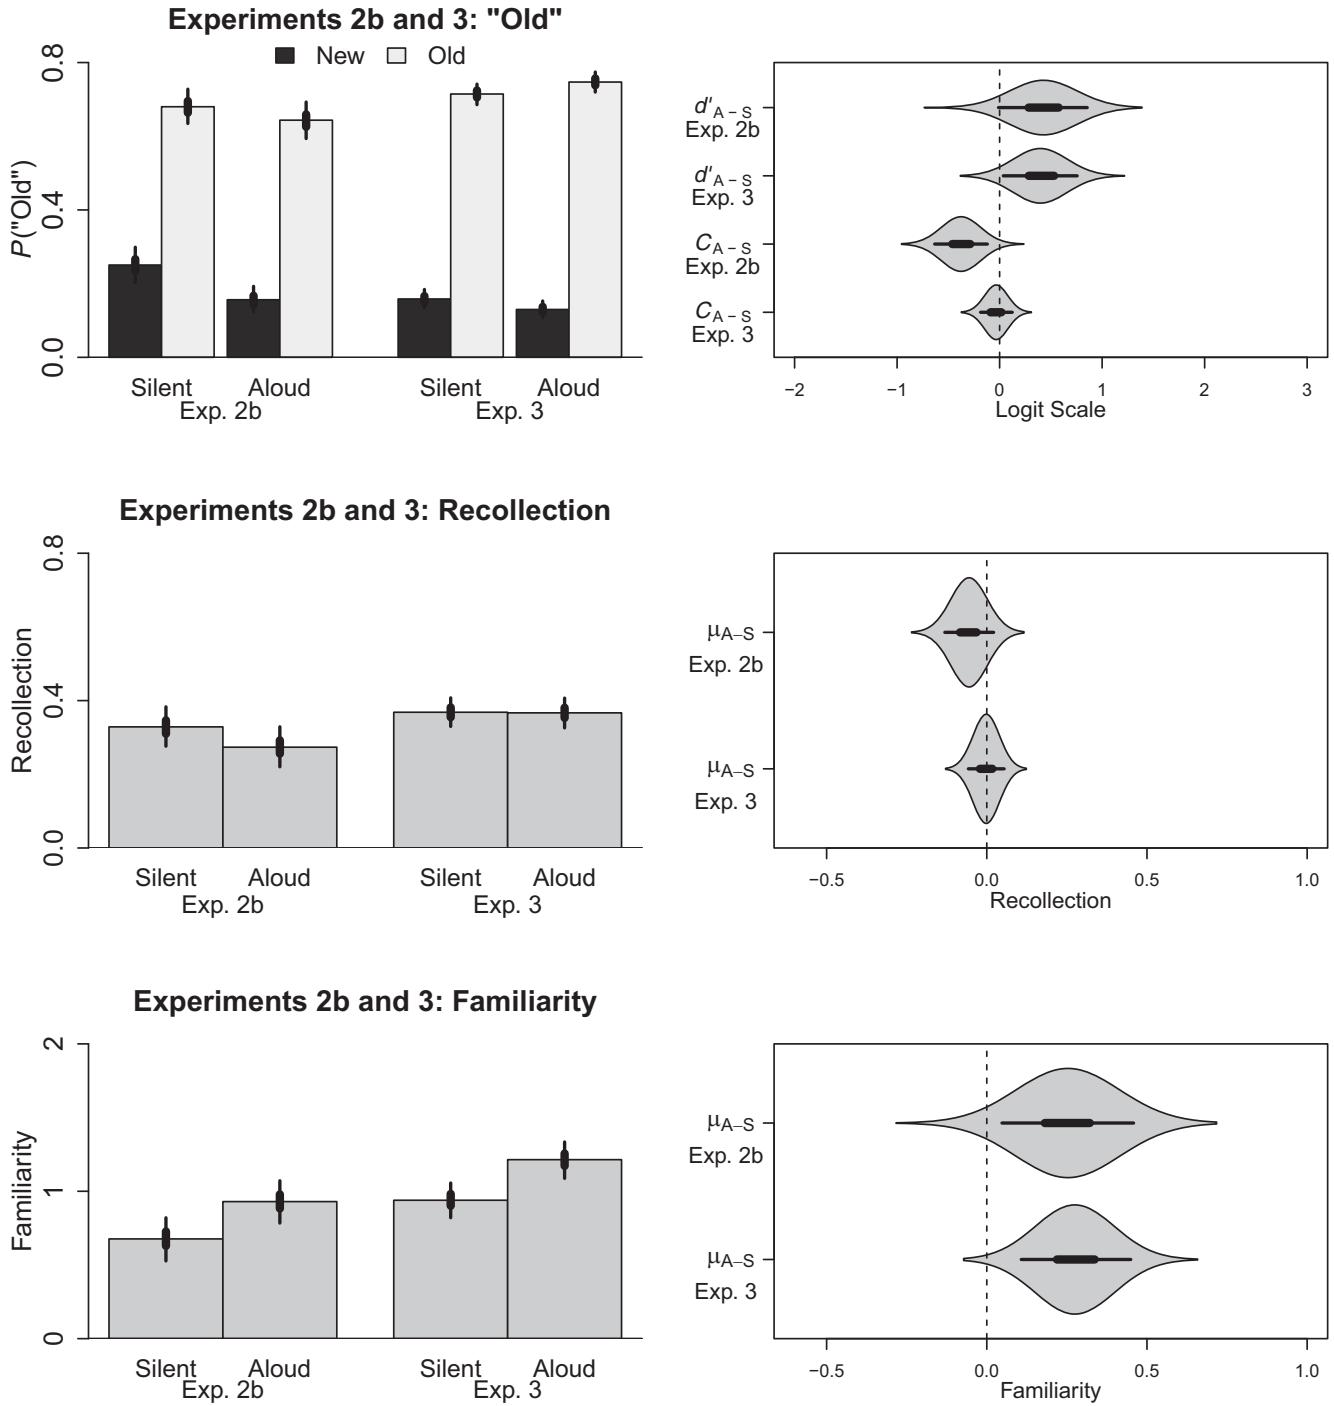 Experiments 2b and 3: "Old"
New Old
P("Old")
0.0 0.4 0.8
Silent Aloud Silent Aloud
Exp. 2b Exp. 3
d'A – S
Exp. 2b
d'A – S
Exp. 3
CA – S
Exp. 2b
CA – S
Exp. 3
−2 −1 0 1 2 3
Logit Scale
Experiments 2b and 3: Recollection
Recollection
0.0 0.4 0.8
Silent Aloud Silent Aloud
Exp. 2b Exp. 3
μA–S
Exp. 2b
μA–S
Exp. 3
−0.5 0.0 0.5 1.0
Recollection
Experiments 2b and 3: Familiarity
Familiarity
0 1 2
Silent Aloud Silent Aloud
Exp. 2b Exp. 3
μA–S
Exp. 2b
μA–S
Exp. 3
−0.5 0.0 0.5 1.0
Familiarity